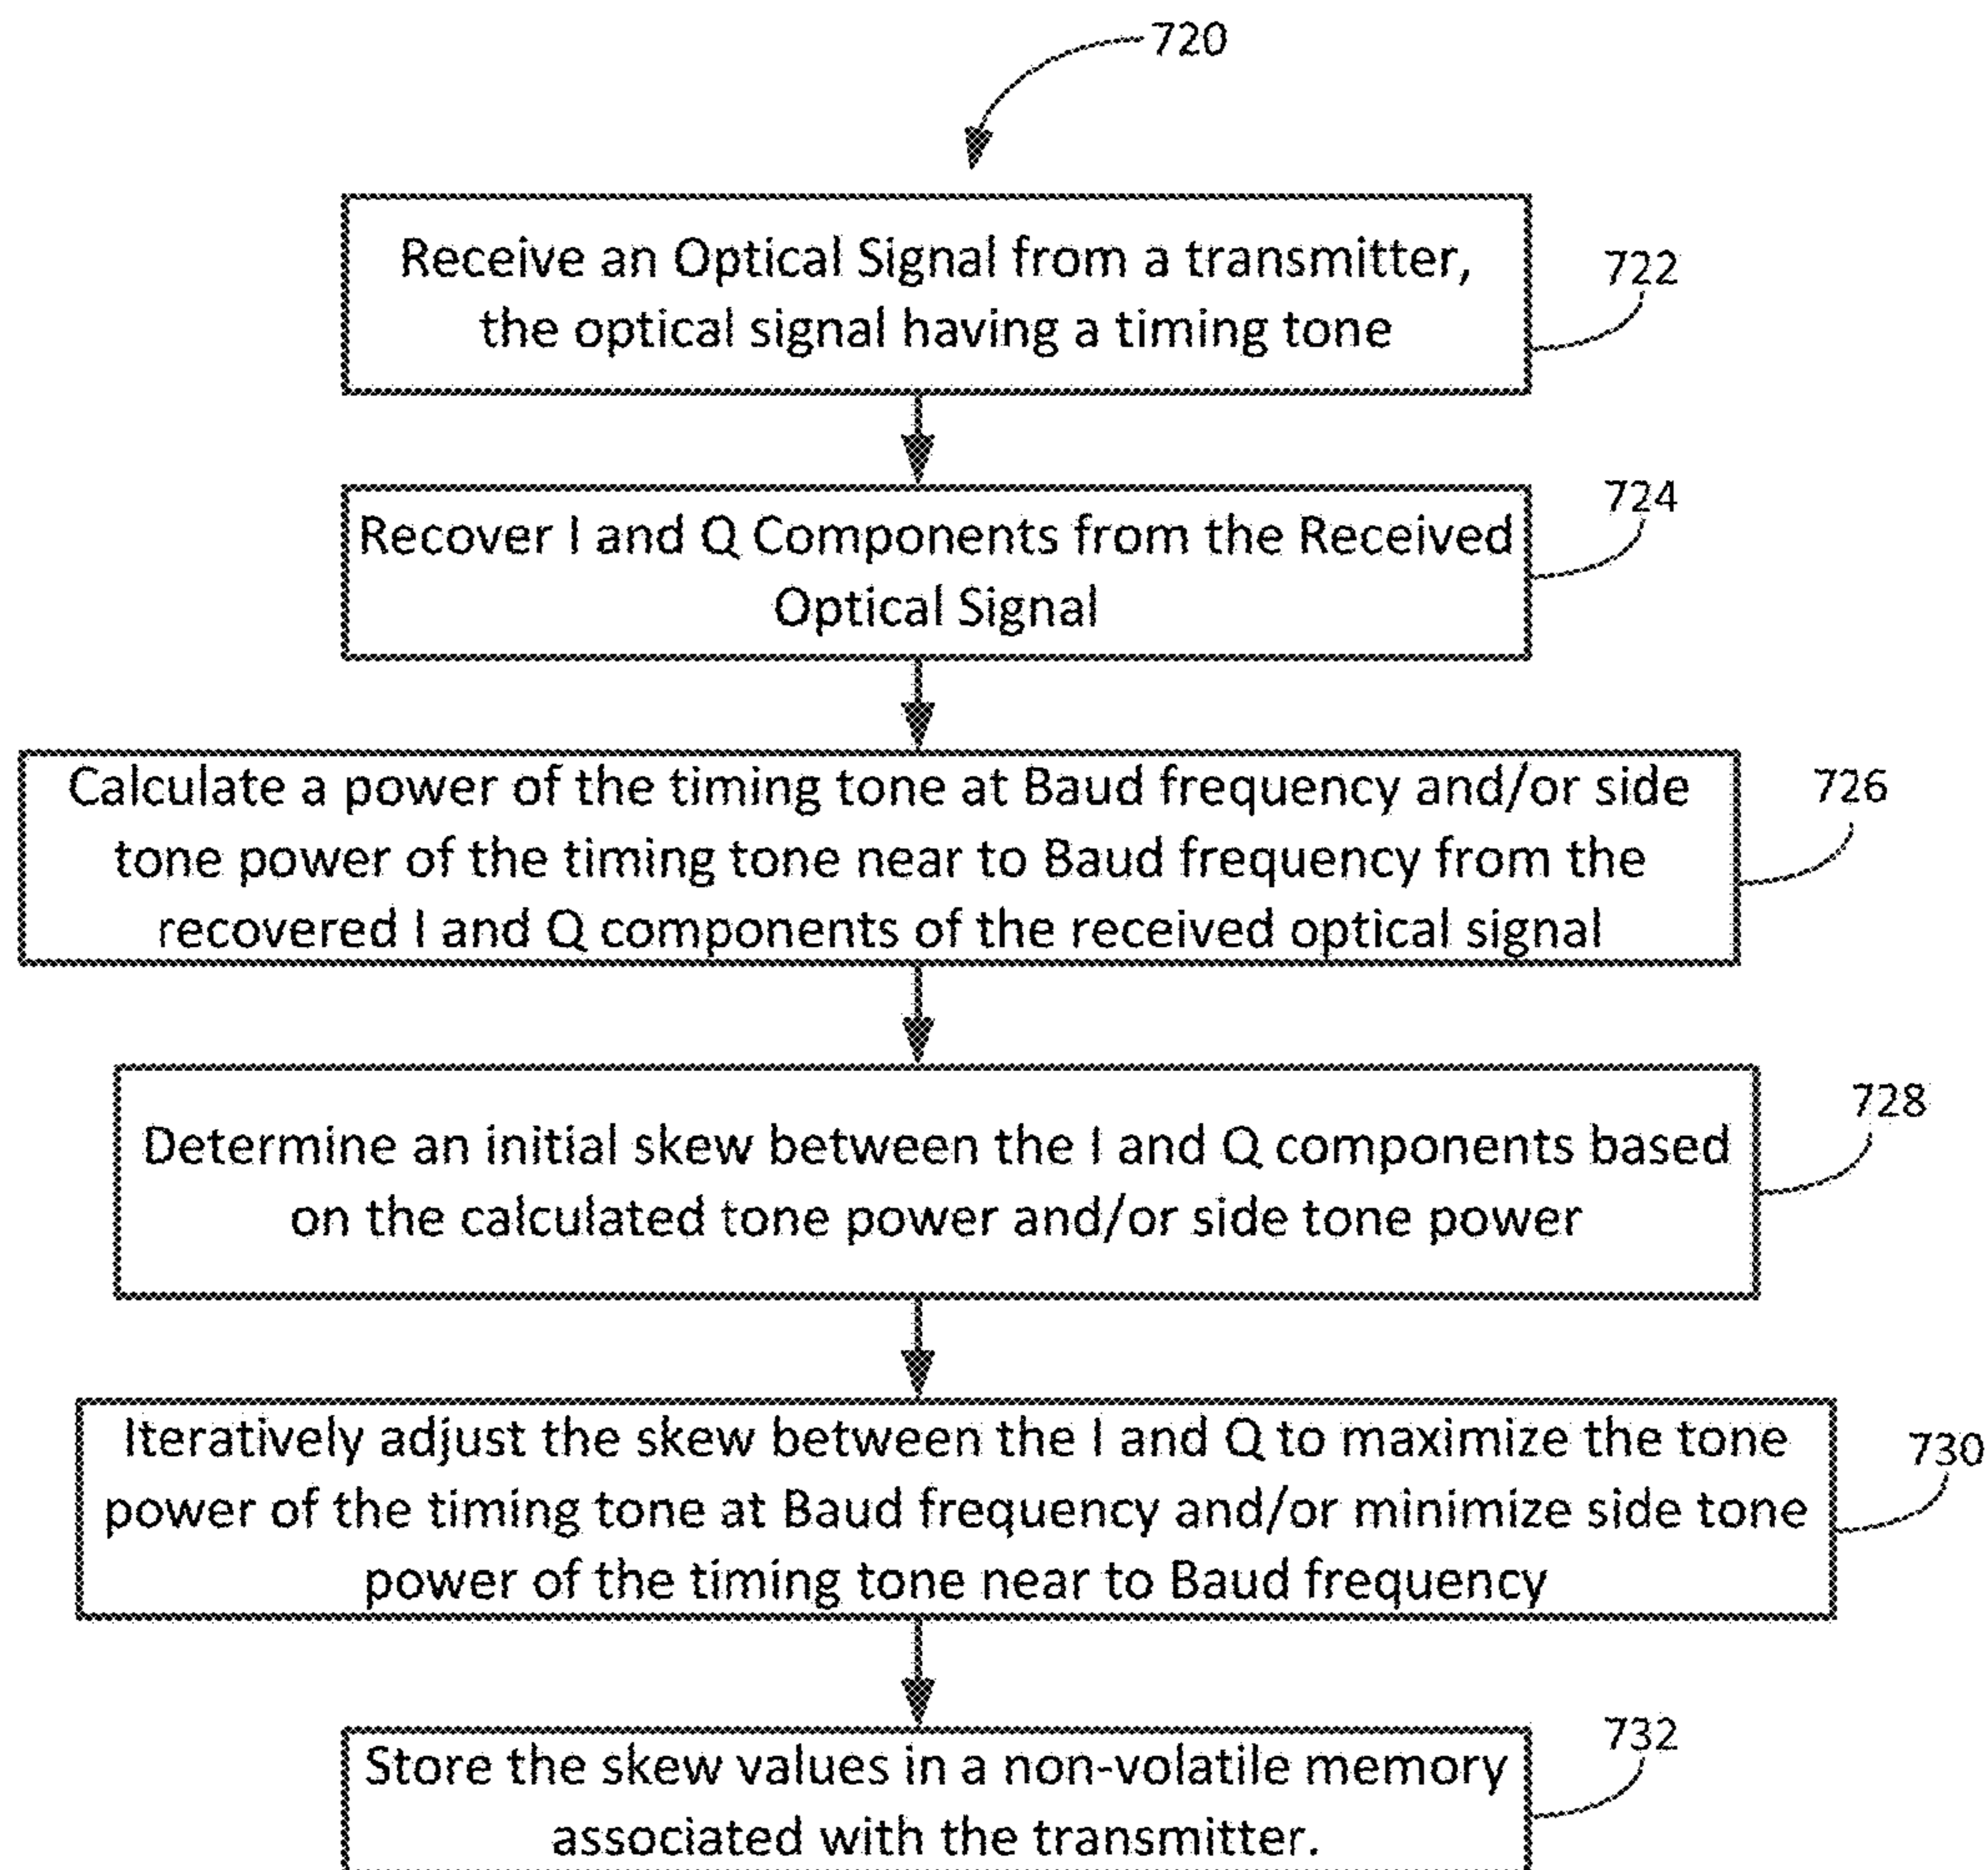 720
Receive an Optical Signal from a transmitter,
the optical signal having a timing tone
722
Recover I and Q Components from the Received
Optical Signal
724
Calculate a power of the timing tone at Baud frequency and/or side
tone power of the timing tone near to Baud frequency from the
recovered I and Q components of the received optical signal
726
Determine an initial skew between the I and Q components based
on the calculated tone power and/or side tone power
728
Iteratively adjust the skew between the I and Q to maximize the tone
power of the timing tone at Baud frequency and/or minimize side tone
power of the timing tone near to Baud frequency
730
Store the skew values in a non-volatile memory
associated with the transmitter.
732